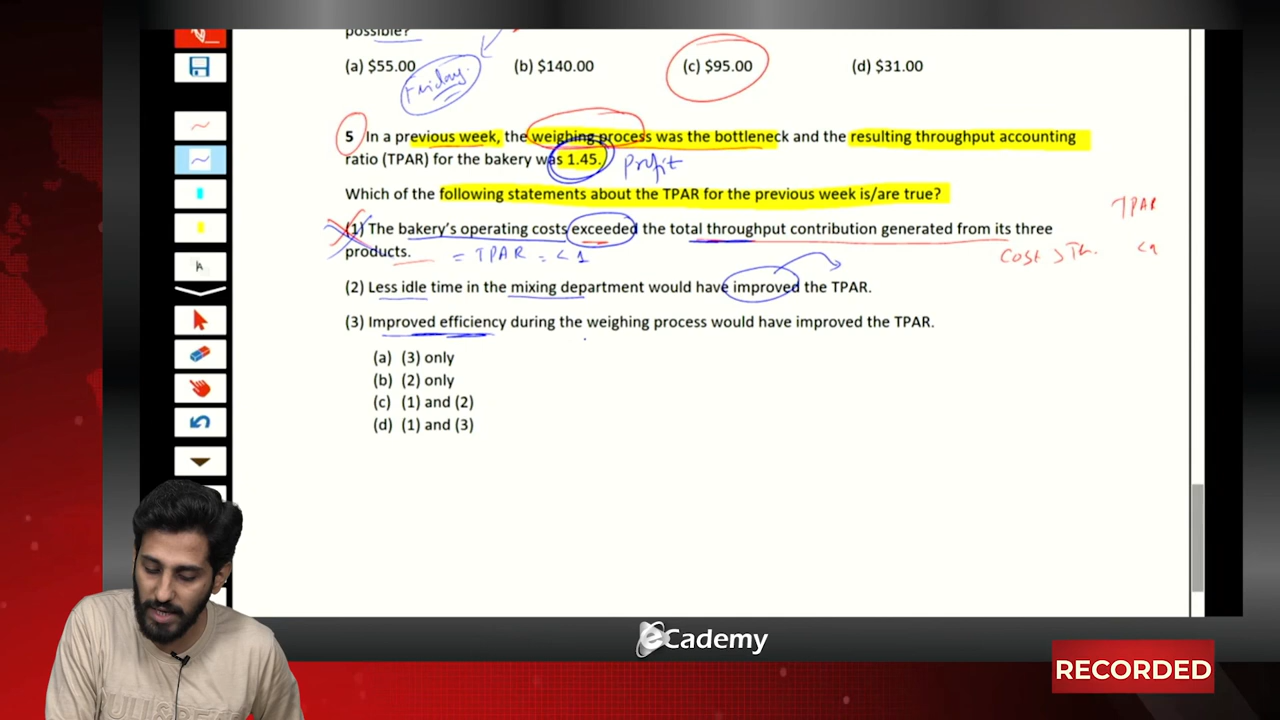 possible?
(a) $55.00 (b) $140.00 (c) $95.00 (d) $31.00
Friday.
5 In a previous week, the weighing process was the bottleneck and the resulting throughput accounting
ratio (TPAR) for the bakery was 1.45. Profit
Which of the following statements about the TPAR for the previous week is/are true?
TPAR
(1) The bakery's operating costs exceeded the total throughput contribution generated from its three
products. = TPAR = < 1 Cost > Th.
(2) Less idle time in the mixing department would have improved the TPAR.
(3) Improved efficiency during the weighing process would have improved the TPAR.
(a) (3) only
(b) (2) only
(c) (1) and (2)
(d) (1) and (3)
eCademy
RECORDED